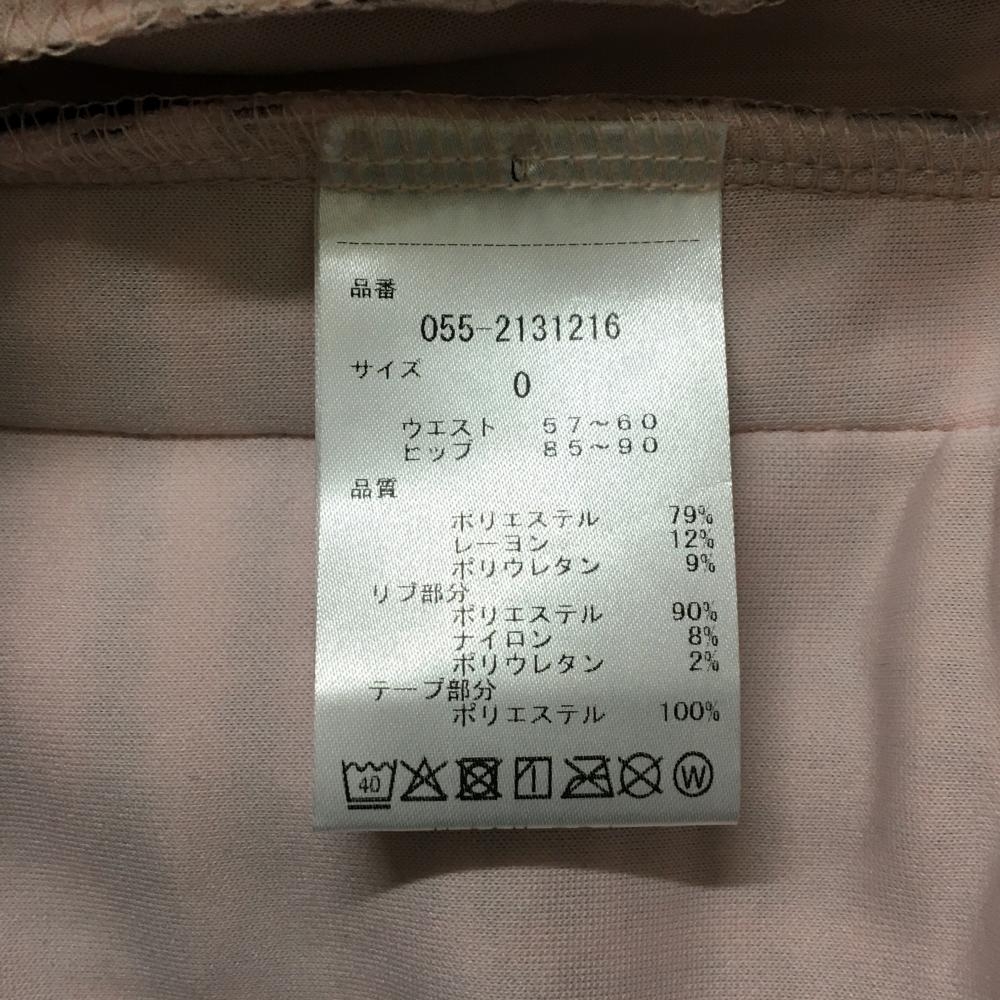 品番
055-2131216
サイズ
0
ウエスト 57～60
ヒップ 85～90
品質
ポリエステル 79%
レーヨン 12%
ポリウレタン 9%
リブ部分
ポリエステル 90%
ナイロン 8%
ポリウレタン 2%
テープ部分
ポリエステル 100%
40 W